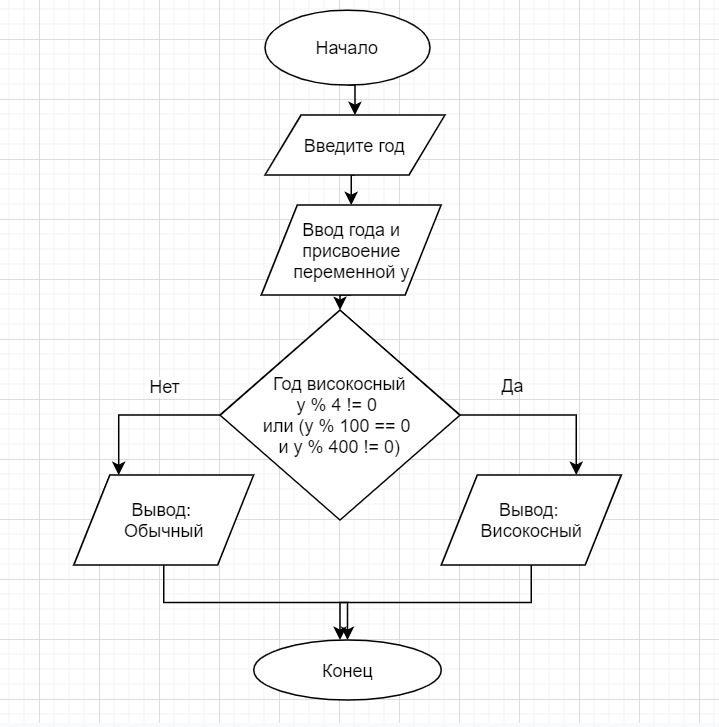 Начало
Введите год
Ввод года и
присвоение
переменной y
Год високосный
y % 4 != 0
или (y % 100 == 0
и y % 400 != 0)
Нет
Да
Вывод:
Обычный
Вывод:
Високосный
Конец